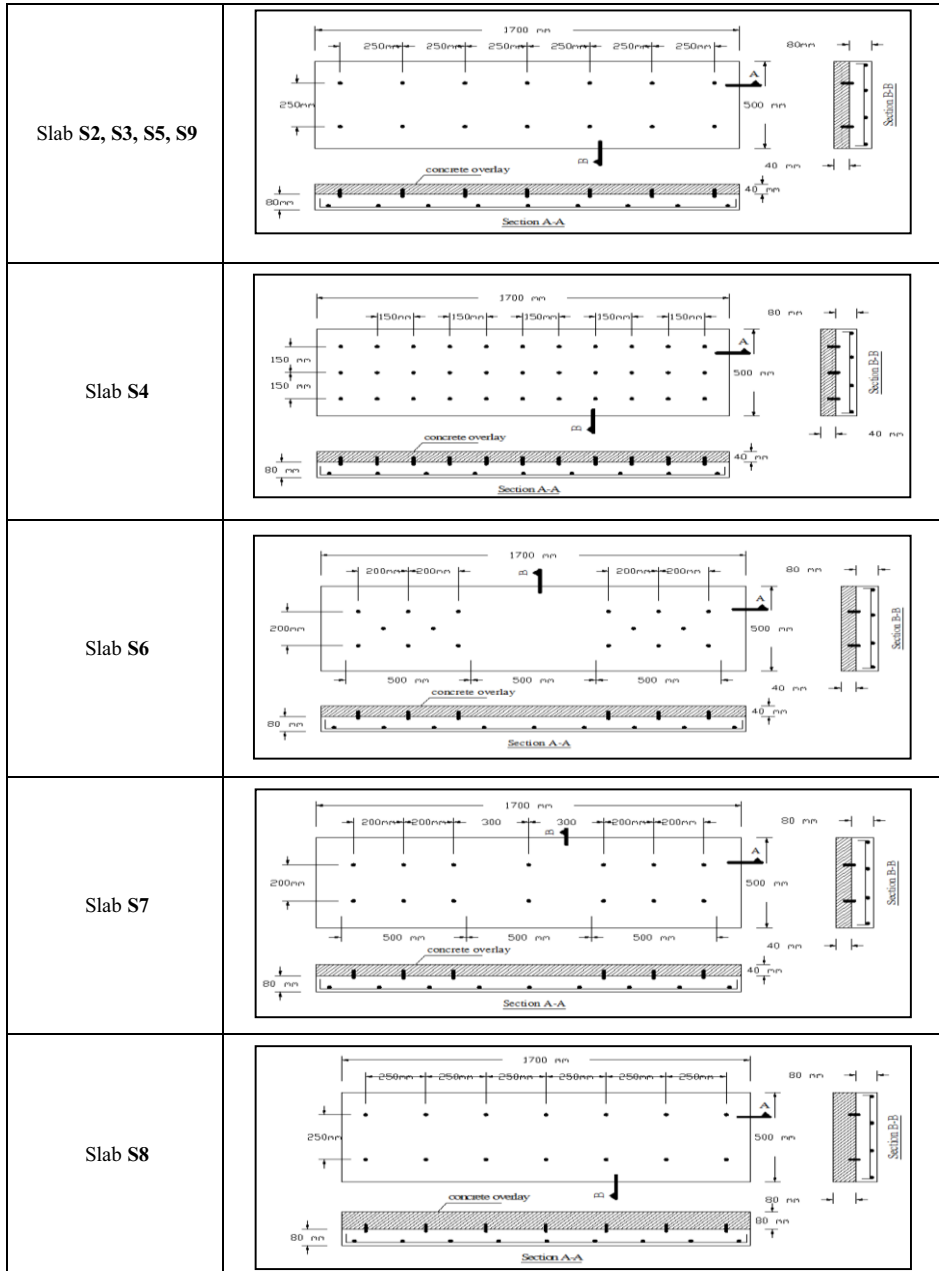 Slab S2, S3, S5, S9
1700 mm
250mm 250mm 250mm 250mm 250mm 250mm
80mm
A
250mm
500 mm
B
Section B-B
40 mm
concrete overlay
80mm
40mm
Section A-A
Slab S4
1700 mm
150mm 150mm 150mm 150mm 150mm
80 mm
A
150 mm
150 mm
500 mm
B
Section B-B
40 mm
concrete overlay
80 mm
40 mm
Section A-A
Slab S6
1700 mm
200mm 200mm B 200mm 200mm
80 mm
A
200mm
500 mm
Section B-B
500 mm 500 mm 500 mm
40 mm
concrete overlay
80 mm
40 mm
Section A-A
Slab S7
1700 mm
200mm 200mm 300 300 200mm 200mm
80 mm
B
A
200mm
500 mm
Section B-B
500 mm 500 mm 500 mm
40 mm
concrete overlay
80 mm
40 mm
Section A-A
Slab S8
1700 mm
250mm 250mm 250mm 250mm 250mm 250mm
80 mm
A
250mm
500 mm
B
Section B-B
80 mm
concrete overlay
80 mm
80 mm
Section A-A